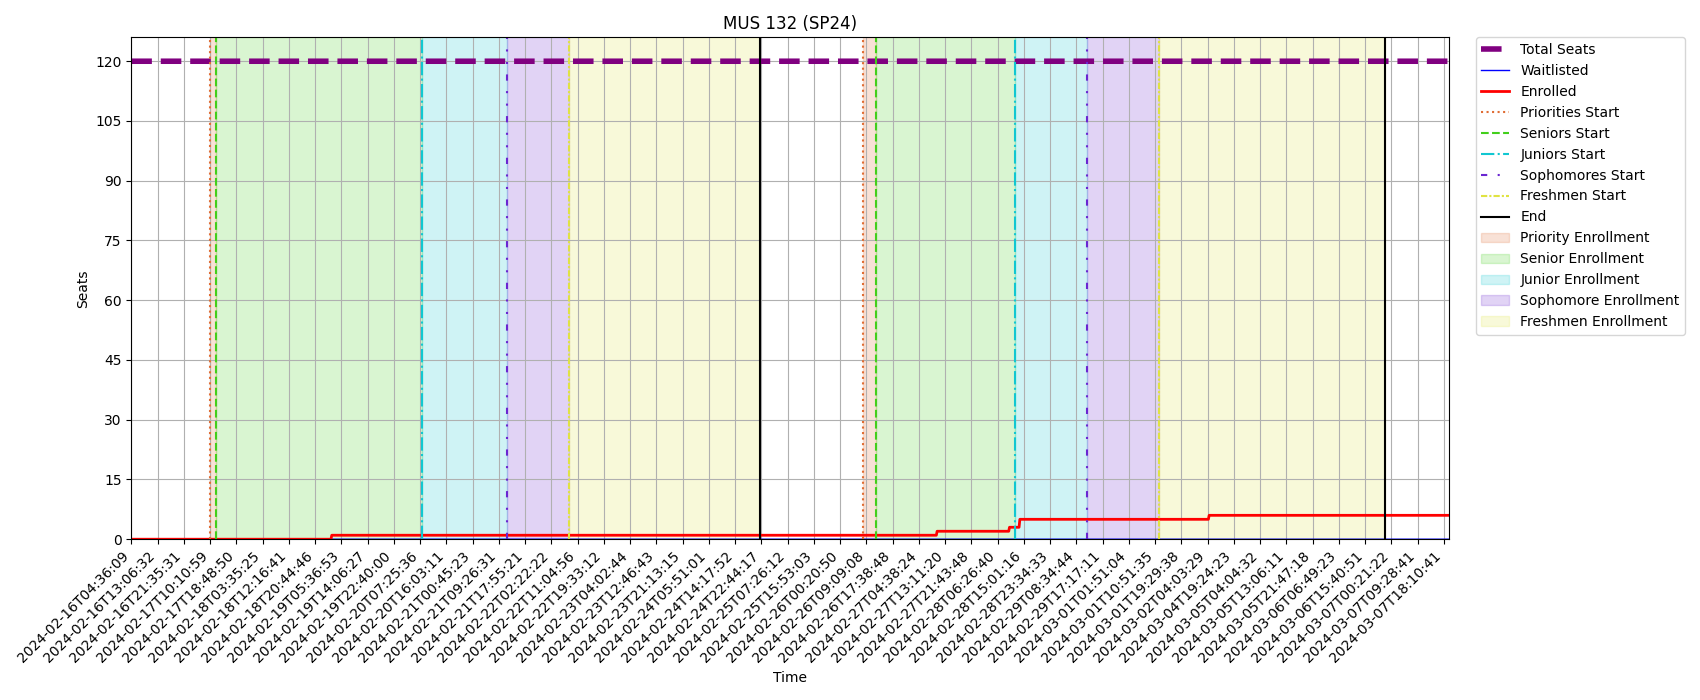 MUS 132 (SP24)
Seats
120
105
90
75
60
45
30
15
0
2024-02-16T04:36:09
2024-02-16T13:06:32
2024-02-16T21:35:31
2024-02-17T10:10:59
2024-02-17T18:48:50
2024-02-18T03:35:25
2024-02-18T12:16:41
2024-02-18T20:44:46
2024-02-19T05:36:53
2024-02-19T14:06:27
2024-02-19T22:40:00
2024-02-20T07:25:36
2024-02-20T16:03:11
2024-02-21T00:45:23
2024-02-21T09:26:31
2024-02-21T17:55:21
2024-02-22T02:22:22
2024-02-22T11:04:56
2024-02-22T19:33:12
2024-02-23T04:02:44
2024-02-23T12:46:43
2024-02-23T21:13:15
2024-02-24T05:51:01
2024-02-24T14:17:52
2024-02-24T22:44:17
2024-02-25T07:26:12
2024-02-25T15:53:03
2024-02-26T00:20:50
2024-02-26T09:09:08
2024-02-26T17:38:48
2024-02-27T04:38:24
2024-02-27T13:11:20
2024-02-27T21:43:48
2024-02-28T06:26:40
2024-02-28T15:01:16
2024-02-28T23:34:33
2024-02-29T08:34:44
2024-02-29T17:17:11
2024-03-01T01:51:04
2024-03-01T10:51:35
2024-03-01T19:29:38
2024-03-02T04:03:29
2024-03-04T19:24:23
2024-03-05T04:04:32
2024-03-05T13:06:11
2024-03-05T21:47:18
2024-03-06T06:49:23
2024-03-06T15:40:51
2024-03-07T00:21:22
2024-03-07T09:28:41
2024-03-07T18:10:41
Time
Total Seats
Waitlisted
Enrolled
Priorities Start
Seniors Start
Juniors Start
Sophomores Start
Freshmen Start
End
Priority Enrollment
Senior Enrollment
Junior Enrollment
Sophomore Enrollment
Freshmen Enrollment